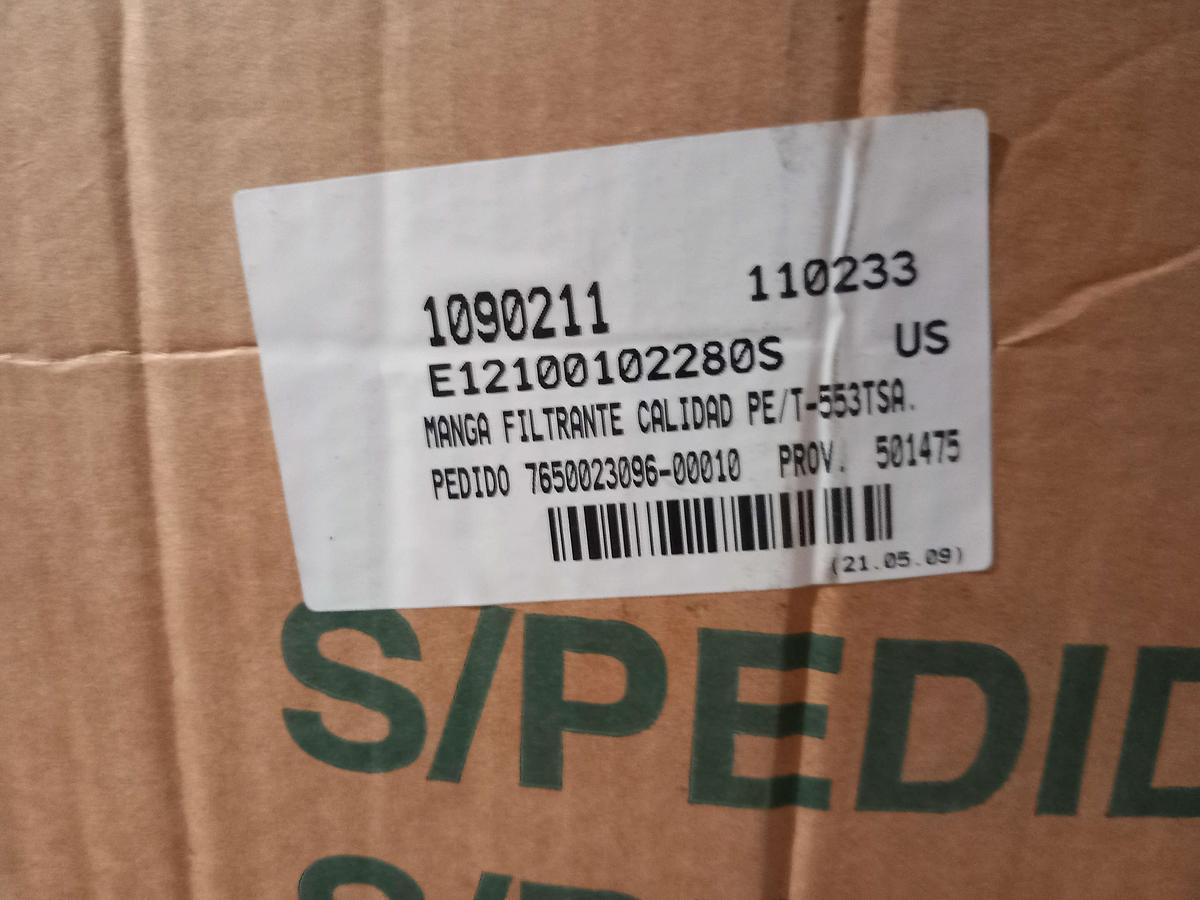 1090211 110233
E12100102280S US
MANGA FILTRANTE CALIDAD PE/T-553TSA.
PEDIDO 7650023096-00010 PROV. 501475
(21.05.09)
S/PEDID